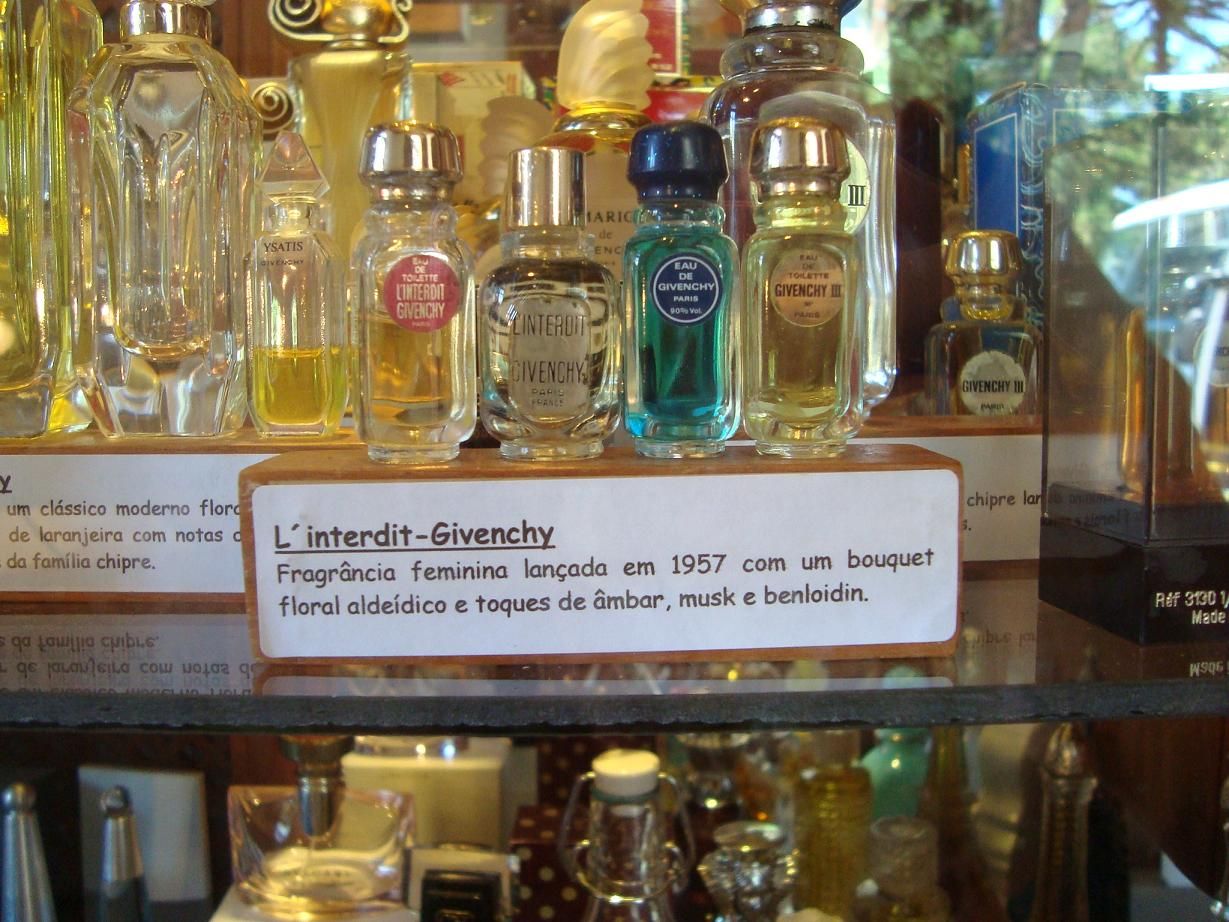 YSATIS
GIVENCHY
EAU
DE
TOILETTE
L'INTERDIT
GIVENCHY
PARIS
L'INTERDIT
GIVENCHY
PARIS
FRANCE
EAU
DE
GIVENCHY
PARIS
90% Vol.
EAU
DE
TOILETTE
GIVENCHY III
PARIS
III
GIVENCHY III
PARIS
L´interdit-Givenchy
Fragrância feminina lançada em 1957 com um bouquet
floral aldeídico e toques de âmbar, musk e benloidin.
y
um clássico moderno
de laranjeira com notas
da família chipre.
chipre
Réf 3130
Made